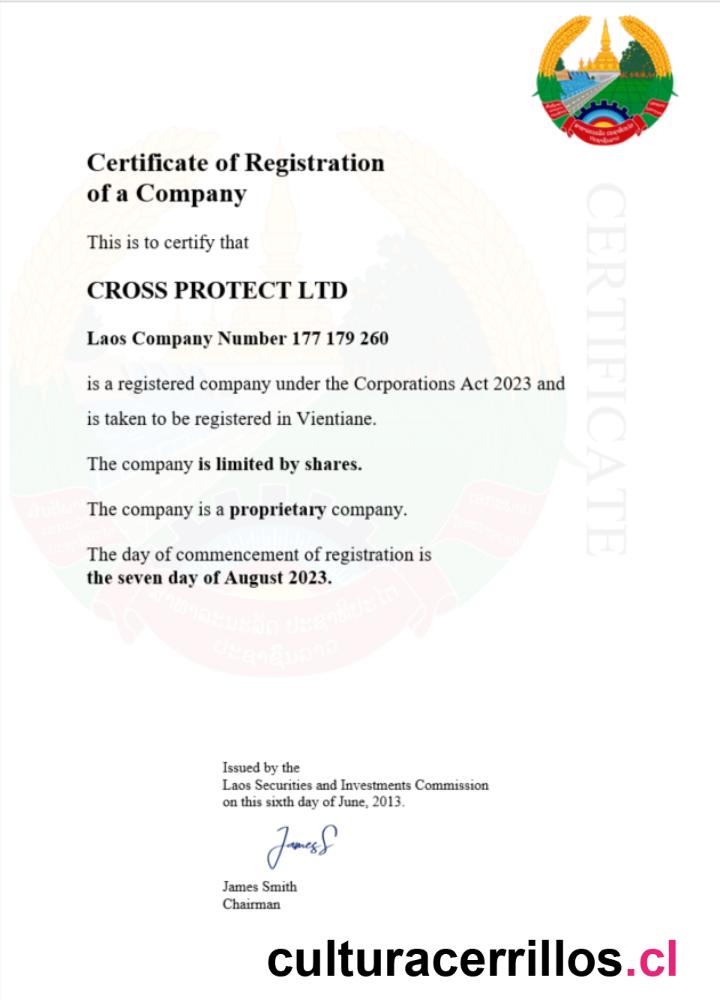 Certificate of Registration
of a Company
This is to certify that
CROSS PROTECT LTD
Laos Company Number 177 179 260
is a registered company under the Corporations Act 2023 and
is taken to be registered in Vientiane.
The company is limited by shares.
The company is a proprietary company.
The day of commencement of registration is
the seven day of August 2023.
CERTIFICATE
Issued by the
Laos Securities and Investments Commission
on this sixth day of June, 2013.
JamesS
James Smith
Chairman
culturacerrillos.cl